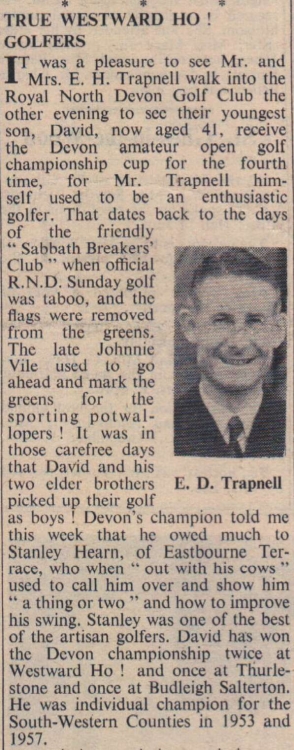 * * *
TRUE WESTWARD HO !
GOLFERS
IT was a pleasure to see Mr. and
Mrs. E. H. Trapnell walk into the
Royal North Devon Golf Club the
other evening to see their youngest
son, David, now aged 41, receive
the Devon amateur open golf
championship cup for the fourth
time, for Mr. Trapnell him-
self used to be an enthusiastic
golfer. That dates back to the days
of the friendly
“ Sabbath Breakers’
Club ” when official
R.N.D. Sunday golf
was taboo, and the
flags were removed
from the greens.
The late Johnnie
Vile used to go
ahead and mark the
greens for the
sporting potwal-
lopers ! It was in
those carefree days
that David and his
two elder brothers
picked up their golf
E. D. Trapnell
as boys ! Devon’s champion told me
this week that he owed much to
Stanley Hearn, of Eastbourne Ter-
race, who when “ out with his cows ”
used to call him over and show him
“ a thing or two ” and how to improve
his swing. Stanley was one of the best
of the artisan golfers. David has won
the Devon championship twice at
Westward Ho ! and once at Thurle-
stone and once at Budleigh Salterton.
He was individual champion for the
South-Western Counties in 1953 and
1957.